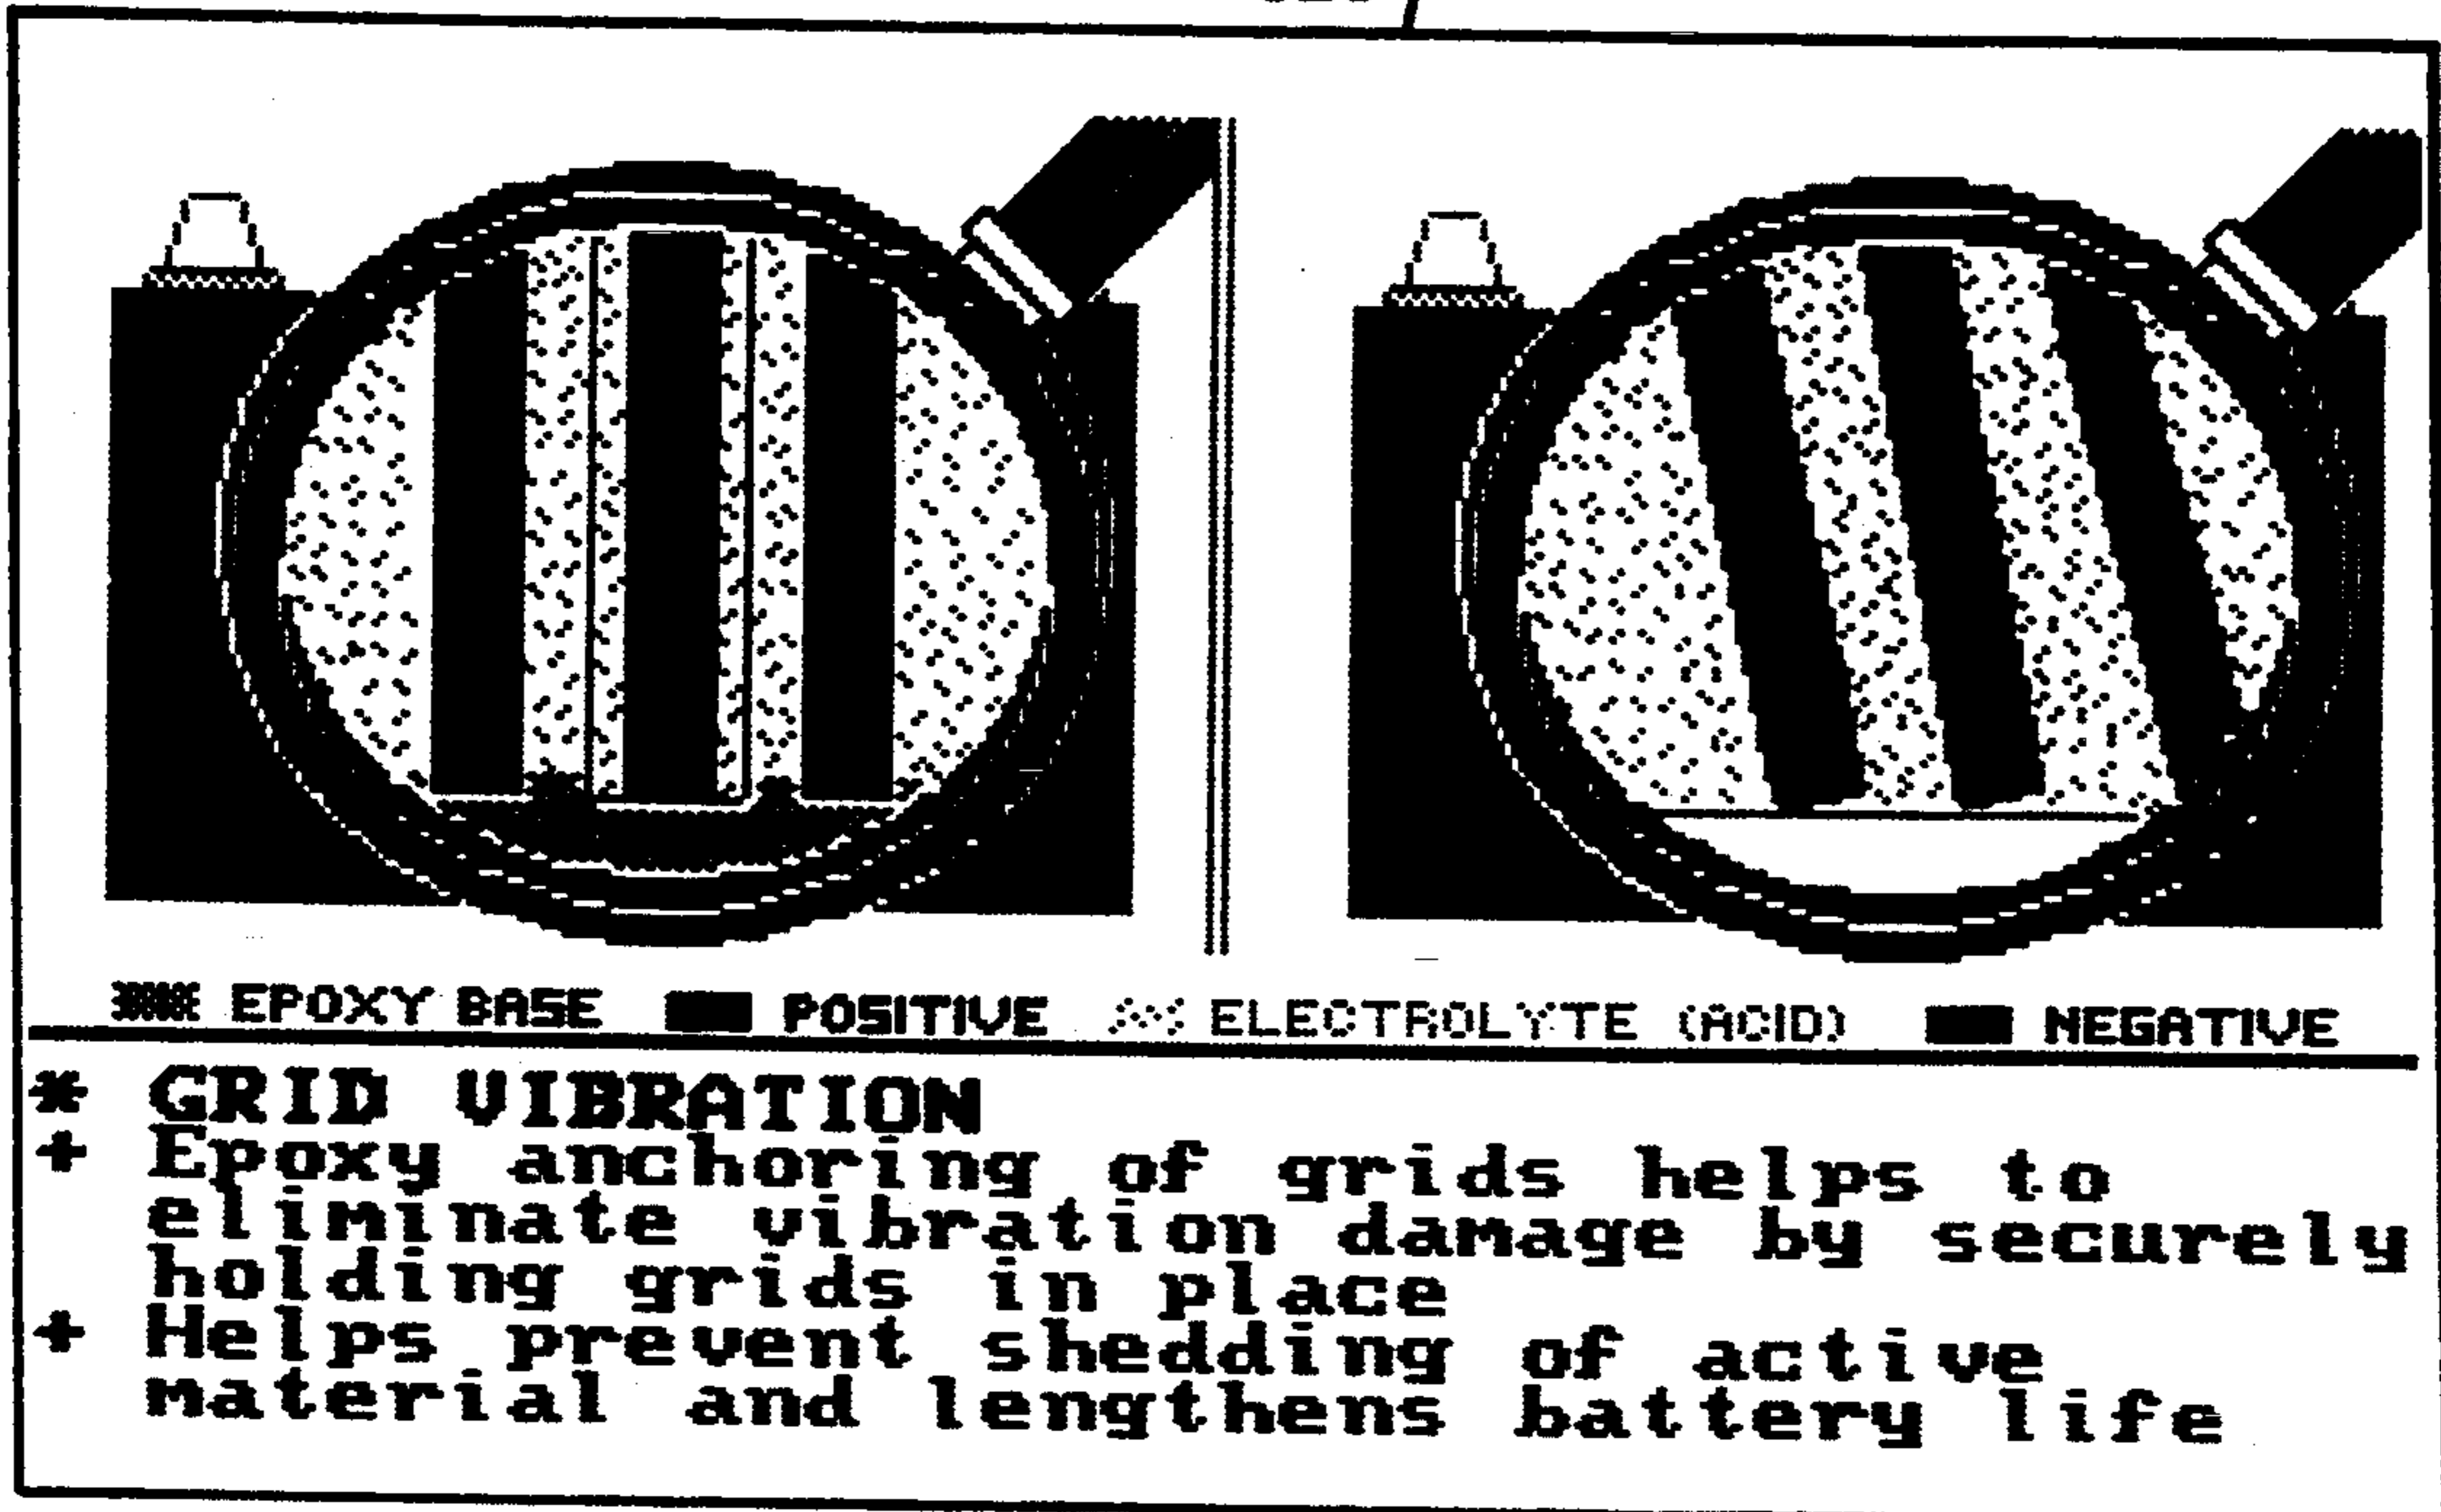 EPOXY BASE POSITIVE ELECTROLYTE (ACID) NEGATIVE
* GRID VIBRATION
+ Epoxy anchoring of grids helps to
eliminate vibration damage by securely
holding grids in place
+ Helps prevent shedding of active
material and lengthens battery life